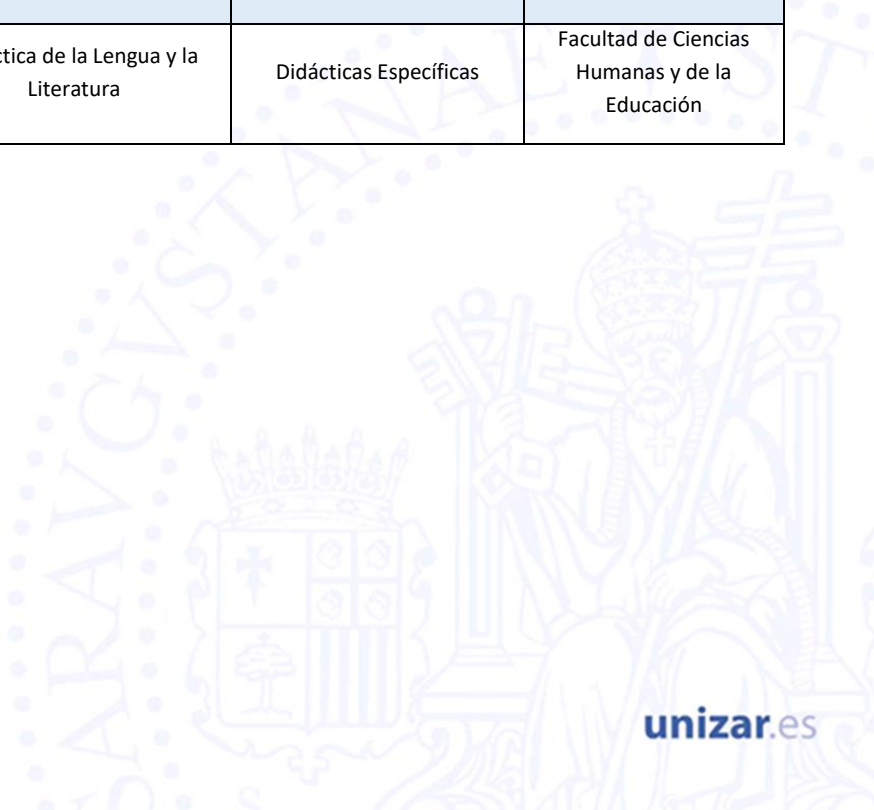 ctica de la Lengua y la
Literatura
Didácticas Específicas
Facultad de Ciencias
Humanas y de la
Educación
unizar.es